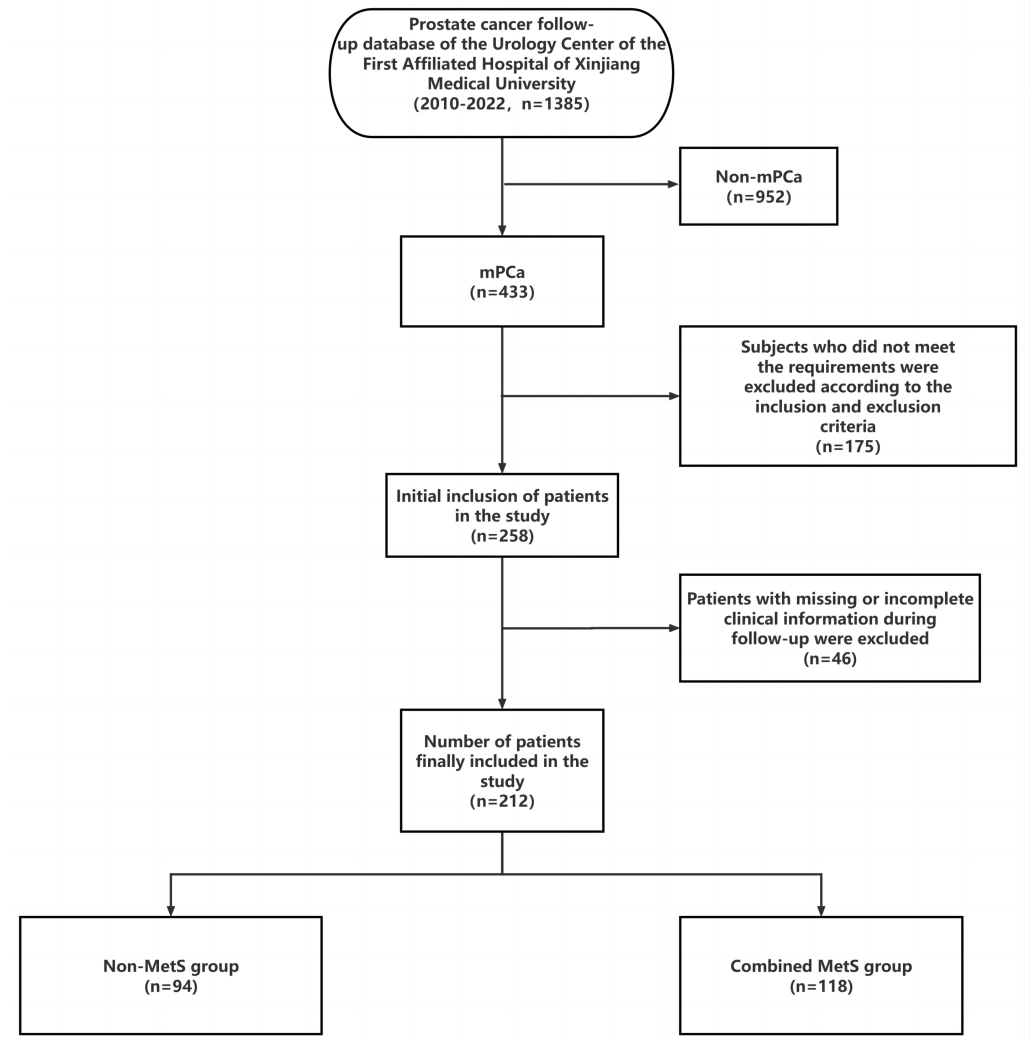 Prostate cancer follow-
up database of the Urology Center of the
First Affiliated Hospital of Xinjiang
Medical University
(2010-2022，n=1385)
Non-mPCa
(n=952)
mPCa
(n=433)
Subjects who did not meet
the requirements were
excluded according to the
inclusion and exclusion
criteria
(n=175)
Initial inclusion of patients
in the study
(n=258)
Patients with missing or incomplete
clinical information during
follow-up were excluded
(n=46)
Number of patients
finally included in the
study
(n=212)
Non-MetS group
(n=94)
Combined MetS group
(n=118)